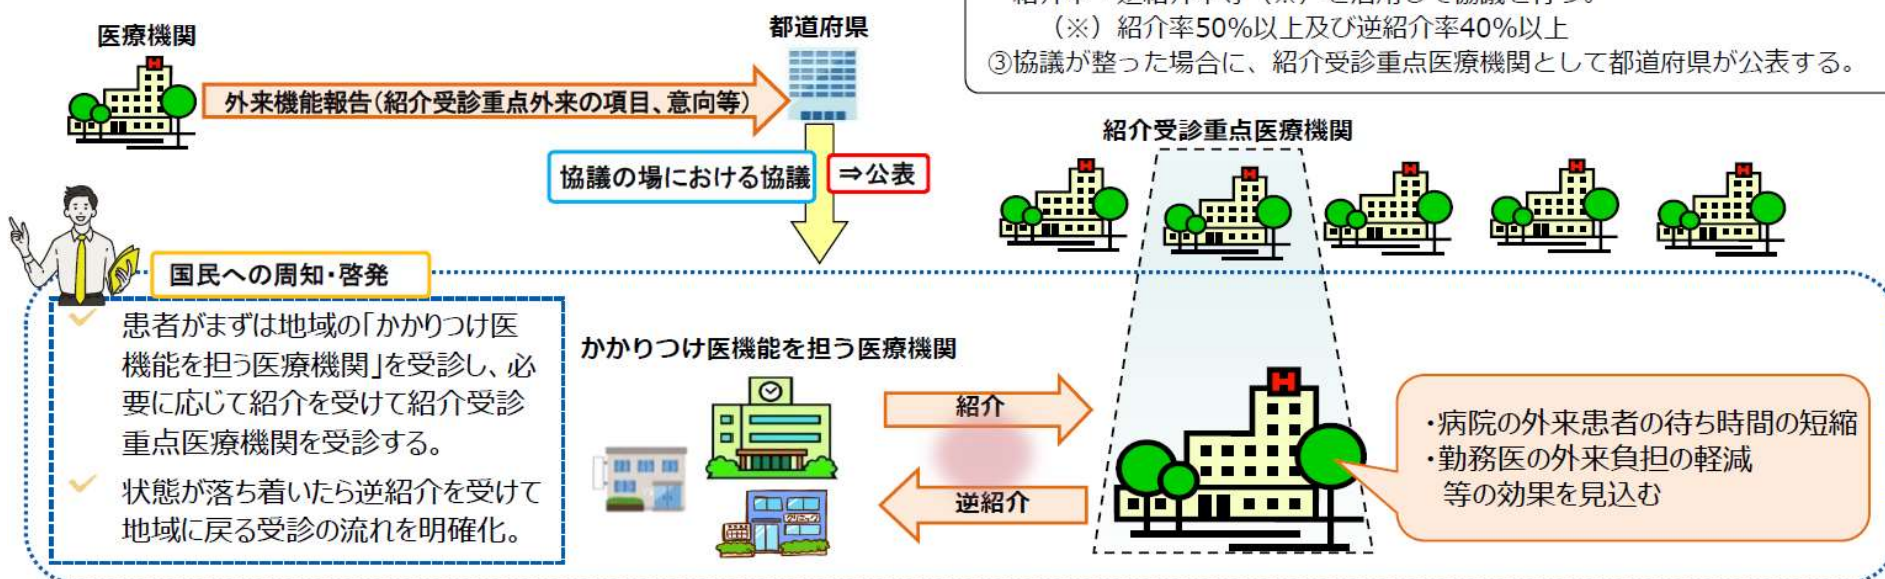 （※）紹介率50%以上及び逆紹介率40%以上
③協議が整った場合に、紹介受診重点医療機関として都道府県が公表する。
医療機関
都道府県
外来機能報告(紹介受診重点外来の項目、意向等)
協議の場における協議
⇒公表
紹介受診重点医療機関
国民への周知・啓発
患者がまずは地域の「かかりつけ医
機能を担う医療機関」を受診し、必
要に応じて紹介を受けて紹介受診
重点医療機関を受診する。
状態が落ち着いたら逆紹介を受けて
地域に戻る受診の流れを明確化。
かかりつけ医機能を担う医療機関
紹介
逆紹介
・病院の外来患者の待ち時間の短縮
・勤務医の外来負担の軽減
等の効果を見込む